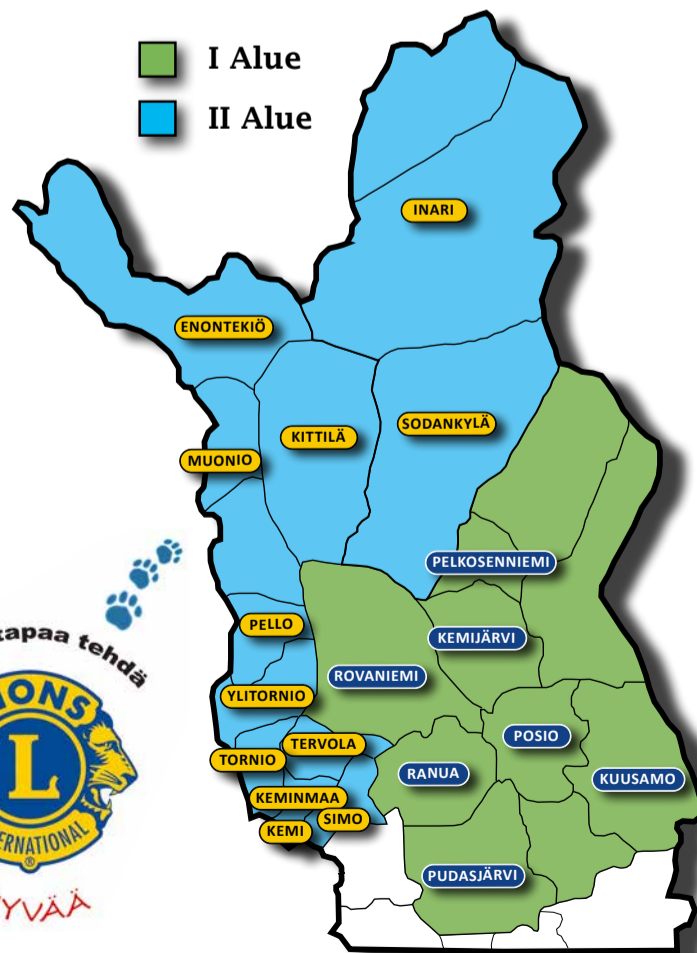 I Alue
II Alue
INARI
ENONTEKIÖ
SODANKYLÄ
KITTILÄ
MUONIO
PELKOSENNIEMI
PELLO
KEMIJÄRVI
ROVANIEMI
YLITORNIO
POSIO
TERVOLA
TORNIO
RANUA
KUUSAMO
KEMINMAA
SIMO
KEMI
PUDASJÄRVI
tapaa tehdä
IONS
L
ERNATIONAL
®
YVÄÄ